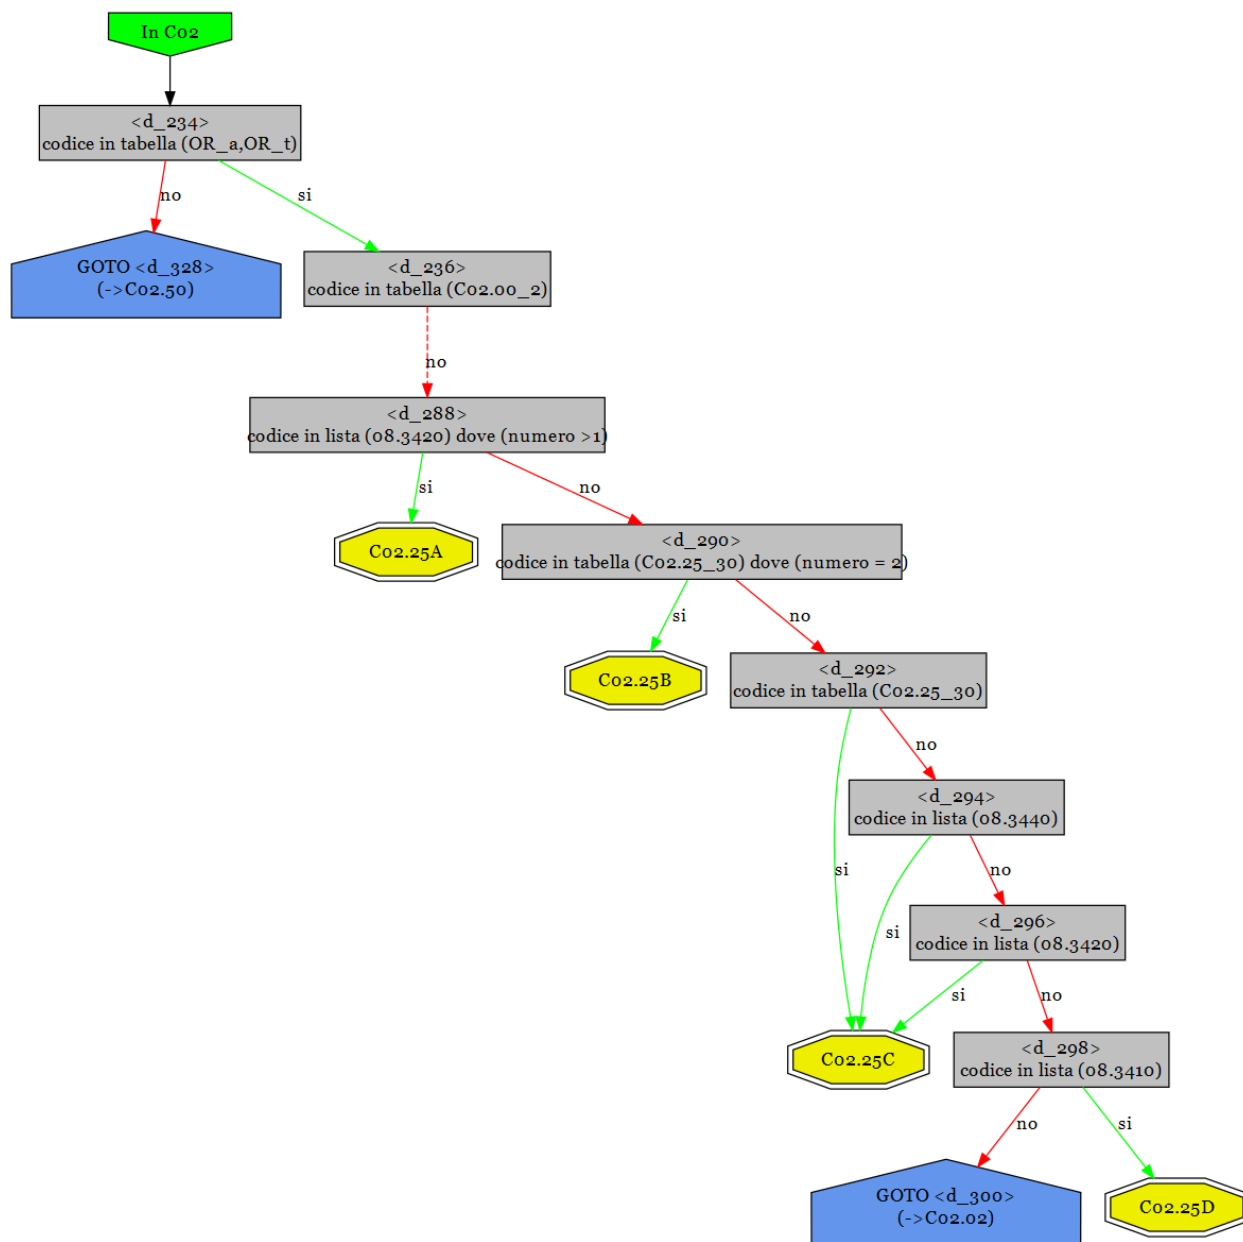 In C02
<d_234>
codice in tabella (OR_a,OR_t)
no
si
GOTO <d_328>
(->C02.50)
<d_236>
codice in tabella (C02.00_2)
no
<d_288>
codice in lista (08.3420) dove (numero >1)
si
no
C02.25A
<d_290>
codice in tabella (C02.25_30) dove (numero = 2)
si
no
C02.25B
<d_292>
codice in tabella (C02.25_30)
no
si
<d_294>
codice in lista (08.3440)
no
si
<d_296>
codice in lista (08.3420)
si
no
C02.25C
<d_298>
codice in lista (08.3410)
no
si
GOTO <d_300>
(->C02.02)
C02.25D